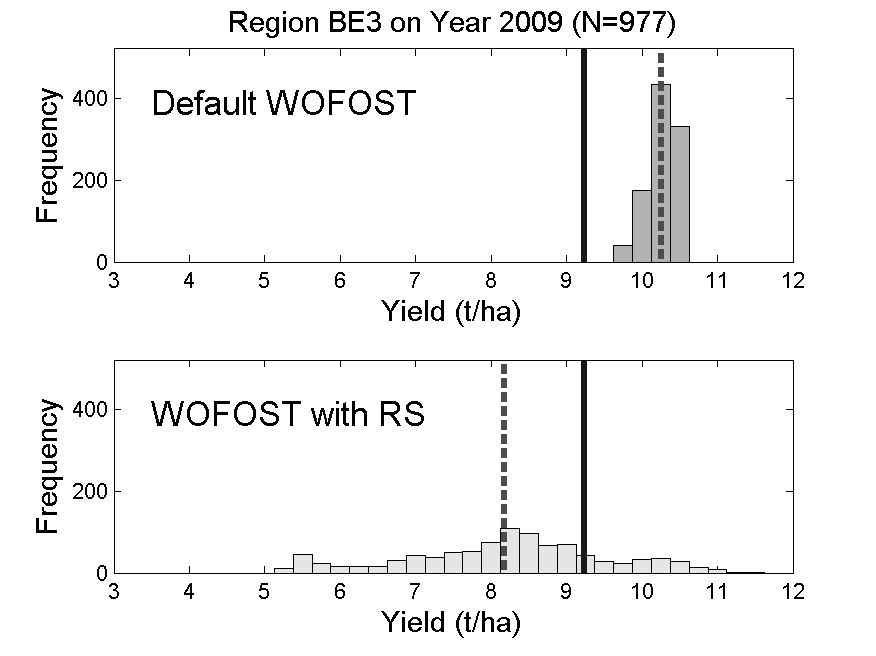 Region BE3 on Year 2009 (N=977)
Frequency
400
200
0
Default WOFOST
3 4 5 6 7 8 9 10 11 12
Yield (t/ha)
Frequency
400
200
0
WOFOST with RS
3 4 5 6 7 8 9 10 11 12
Yield (t/ha)